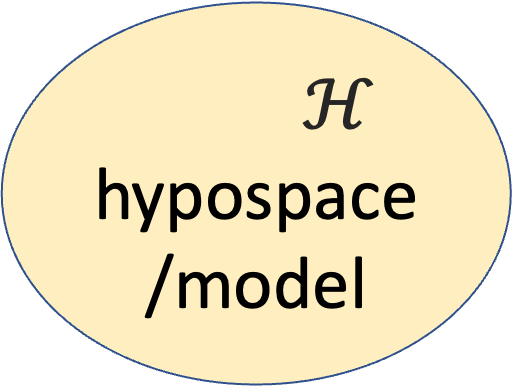 ℋ
hypospace
/model